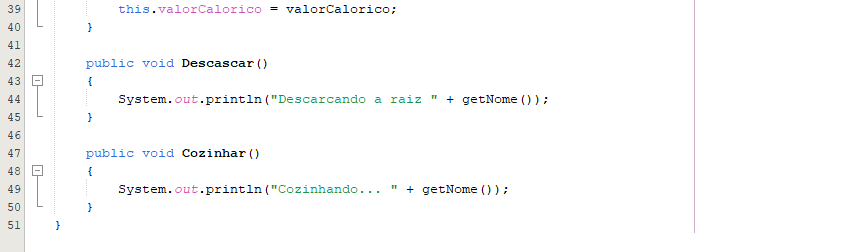 39 this.valorCalorico = valorCalorico;
40 }
41
42 public void Descascar()
43 {
44 System.out.println("Descarcando a raiz " + getNome());
45 }
46
47 public void Cozinhar()
48 {
49 System.out.println("Cozinhando... " + getNome());
50 }
51 }